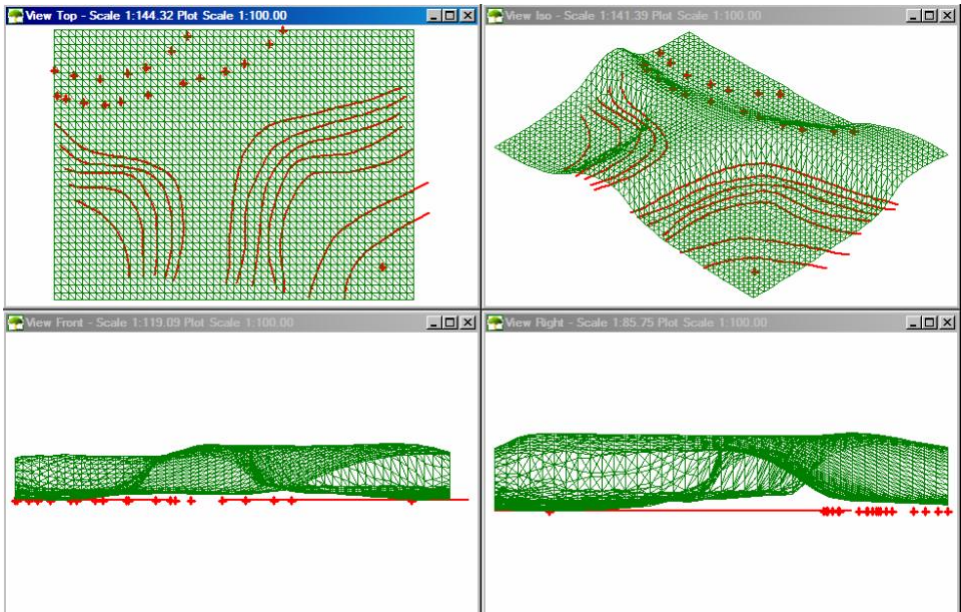 View Top - Scale 1:144.32 Plot Scale 1:100.00
View Iso - Scale 1:141.39 Plot Scale 1:100.00
View Front - Scale 1:119.09 Plot Scale 1:100.00
View Right - Scale 1:85.75 Plot Scale 1:100.00